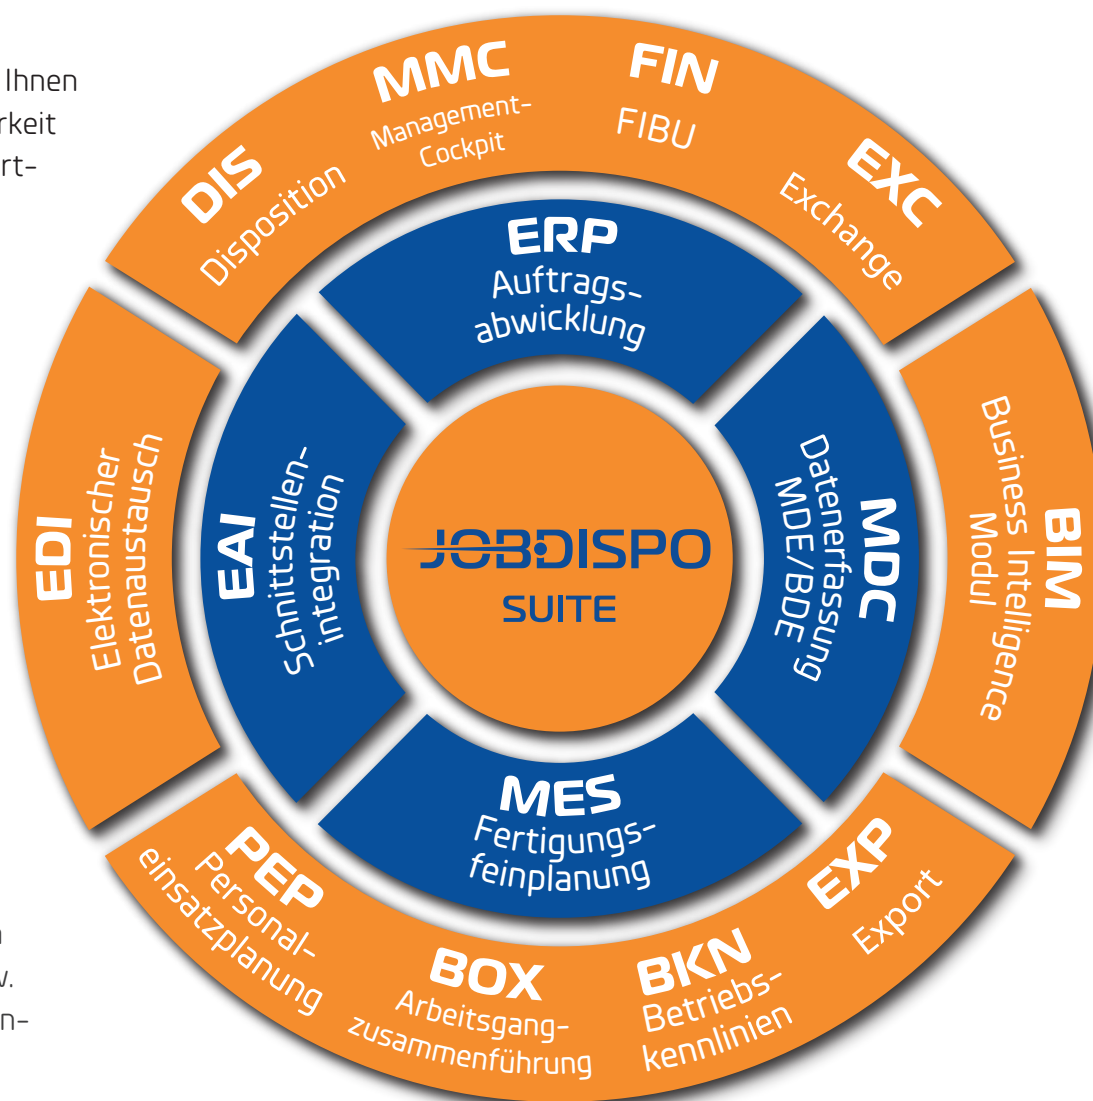 Ihnen
rkeit
rt-
MMC
Management-
Cockpit
FIN
FIBU
DIS
Disposition
EXC
Exchange
ERP
Auftrags-
abwicklung
EDI
Elektronischer
Datenaustausch
EAI
Schnittstellen-
integration
JOBDISPO
SUITE
MDC
Datenerfassung
MDE/BDE
BIM
Business Intelligence
Modul
MES
Fertigungs-
feinplanung
PEP
Personal-
einsatzplanung
BOX
Arbeitsgang-
zusammenführung
BKN
Betriebs-
kennlinien
EXP
Export
n-